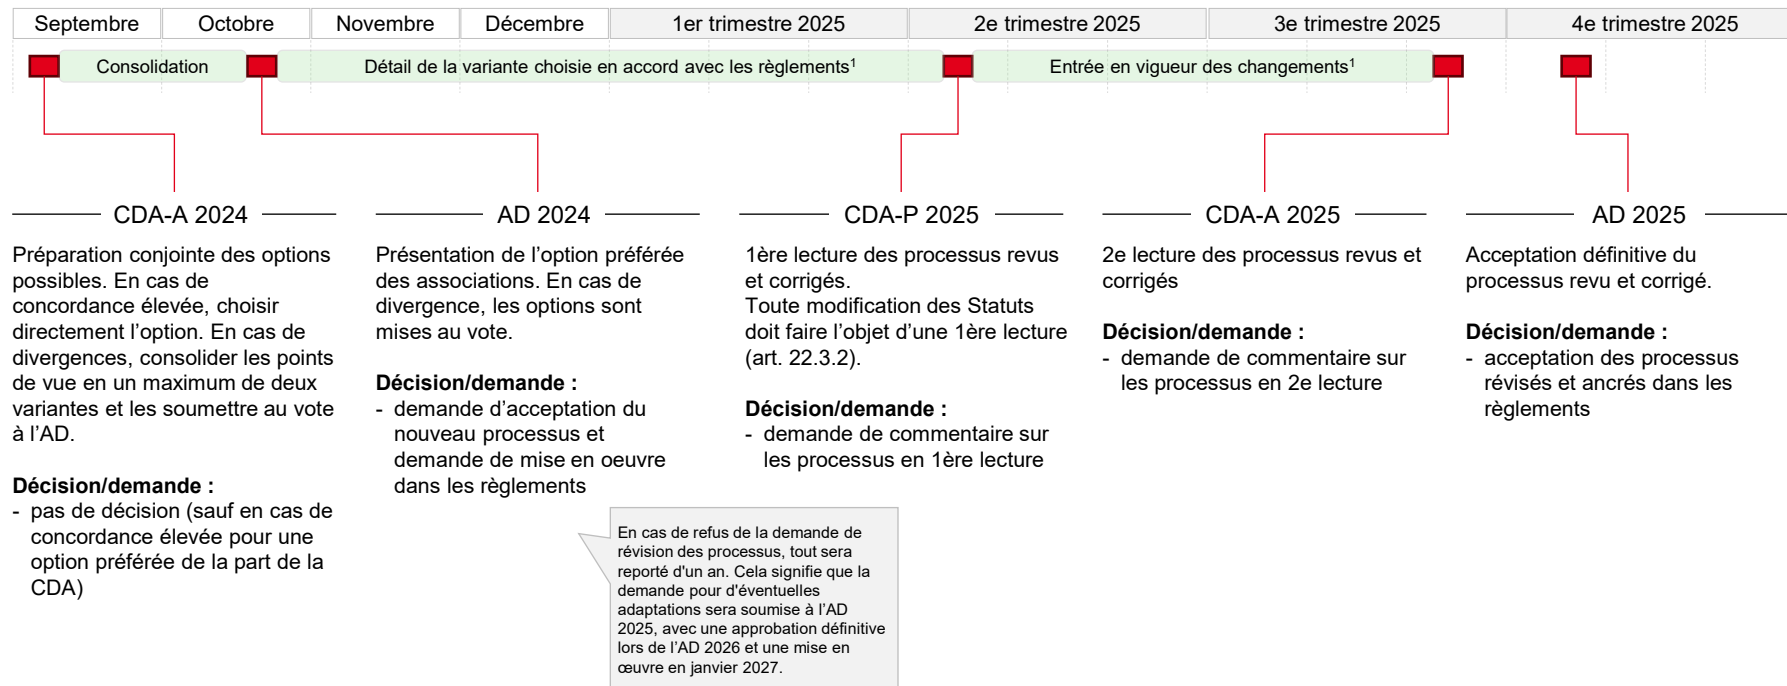 Septembre
Octobre
Novembre
Décembre
1er trimestre 2025
2e trimestre 2025
3e trimestre 2025
4e trimestre 2025
Consolidation
Détail de la variante choisie en accord avec les règlements¹
Entrée en vigueur des changements¹
CDA-A 2024
Préparation conjointe des options
possibles. En cas de
concordance élevée, choisir
directement l’option. En cas de
divergences, consolider les points
de vue en un maximum de deux
variantes et les soumettre au vote
à l’AD.
Décision/demande :
- pas de décision (sauf en cas de
concordance élevée pour une
option préférée de la part de la
CDA)
AD 2024
Présentation de l’option préférée
des associations. En cas de
divergence, les options sont
mises au vote.
Décision/demande :
- demande d’acceptation du
nouveau processus et
demande de mise en oeuvre
dans les règlements
En cas de refus de la demande de
révision des processus, tout sera
reporté d'un an. Cela signifie que la
demande pour d'éventuelles
adaptations sera soumise à l’AD
2025, avec une approbation définitive
lors de l’AD 2026 et une mise en
œuvre en janvier 2027.
CDA-P 2025
1ère lecture des processus revus
et corrigés.
Toute modification des Statuts
doit faire l’objet d’une 1ère lecture
(art. 22.3.2).
Décision/demande :
- demande de commentaire sur
les processus en 1ère lecture
CDA-A 2025
2e lecture des processus revus et
corrigés
Décision/demande :
- demande de commentaire sur
les processus en 2e lecture
AD 2025
Acceptation définitive du
processus revu et corrigé.
Décision/demande :
- acceptation des processus
révisés et ancrés dans les
règlements